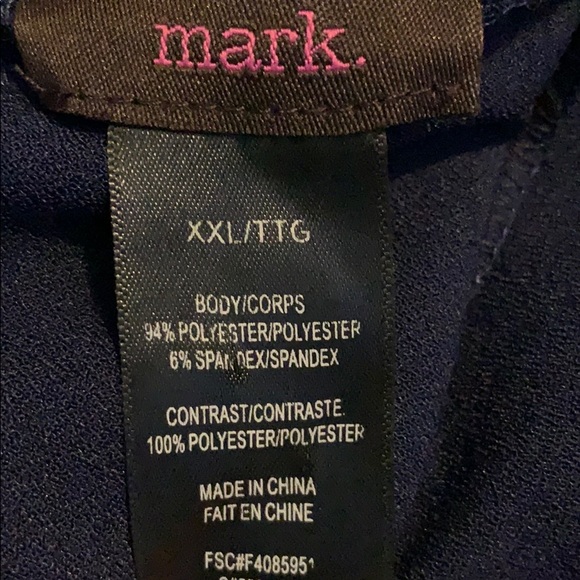 mark.
XXL/TTG
BODY/CORPS
94% POLYESTER/POLYESTER
6% SPANDEX/SPANDEX
CONTRAST/CONTRASTE
100% POLYESTER/POLYESTER
MADE IN CHINA
FAIT EN CHINE
FSC#F4085951